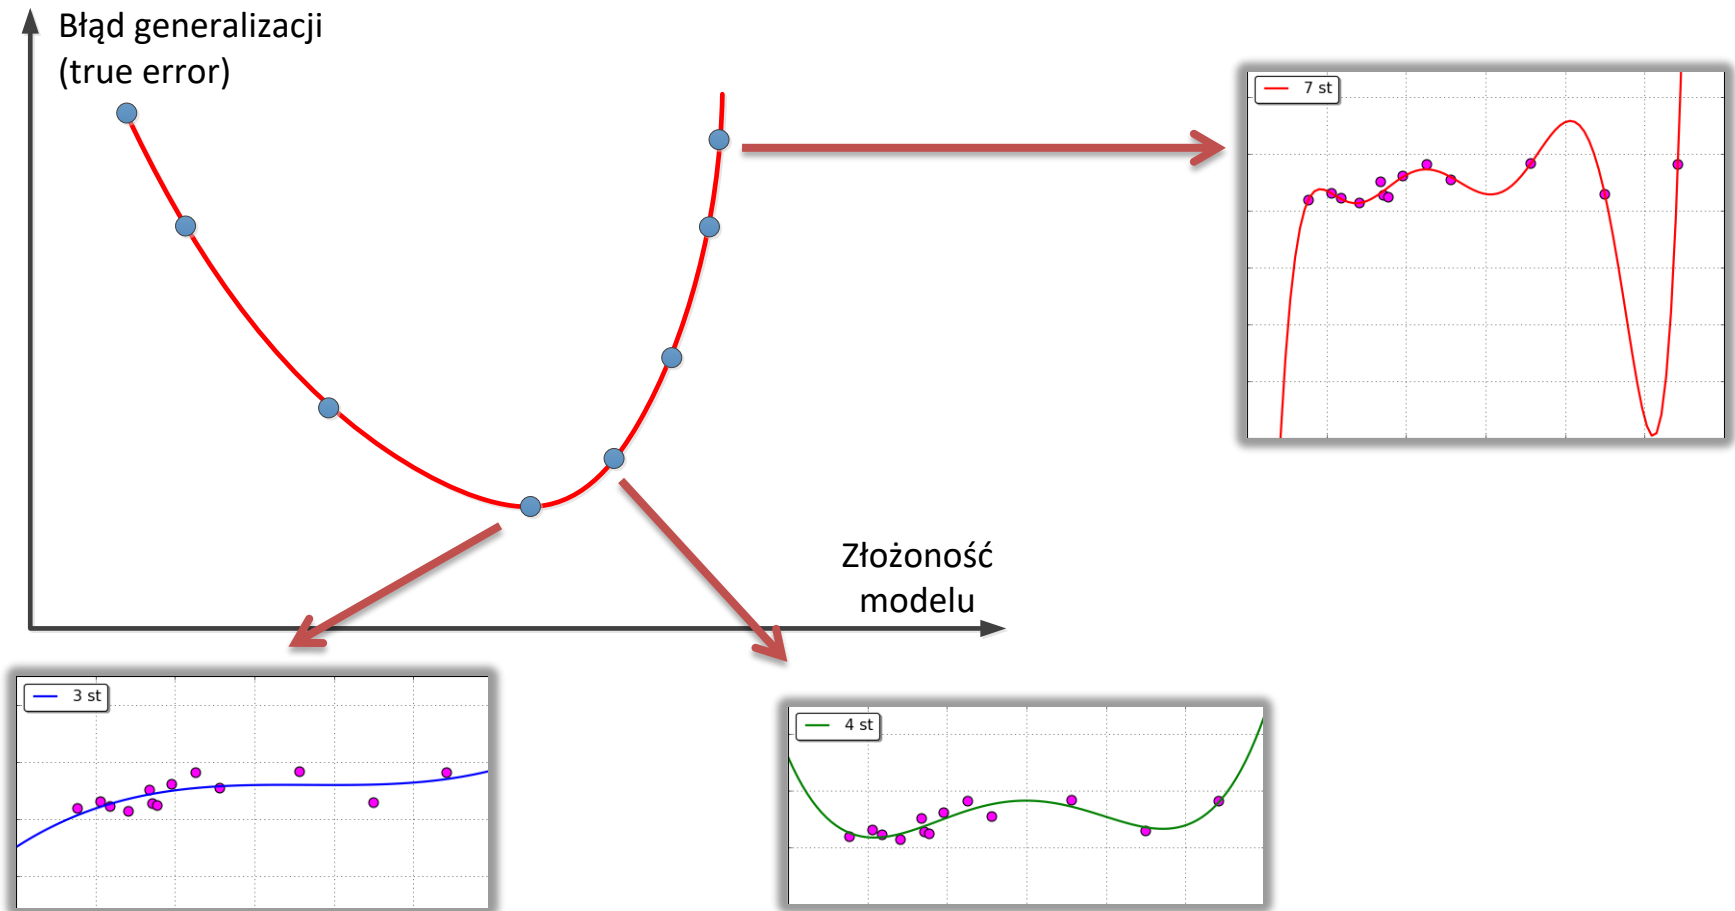 Błąd generalizacji
(true error)
7 st
Złożoność
modelu
3 st
4 st